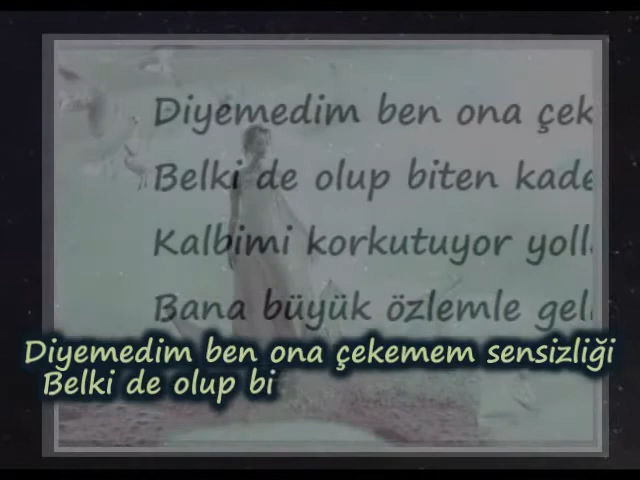 Diyemedim ben ona çek
Belki de olup biten kade
Kalbimi korkutuyor yoll
Bana büyük özlemle gel
Diyemedim ben ona çekemem sensizliği
Belki de olup bi